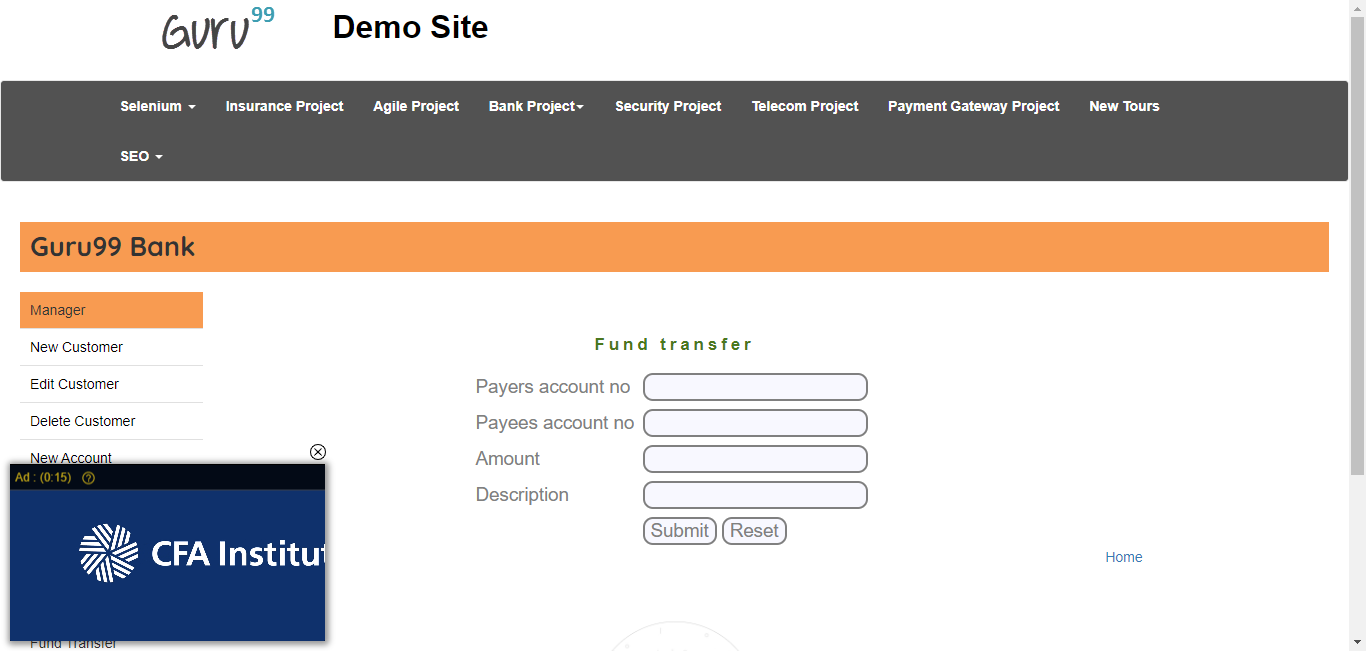 Guru99
Demo Site
Selenium
Insurance Project
Agile Project
Bank Project
Security Project
Telecom Project
Payment Gateway Project
New Tours
SEO
Guru99 Bank
Manager
New Customer
Edit Customer
Delete Customer
New Account
Ad : (0:15) ?
CFA Institut
Fund Transfer
Fund transfer
Payers account no
Payees account no
Amount
Description
Submit Reset
Home